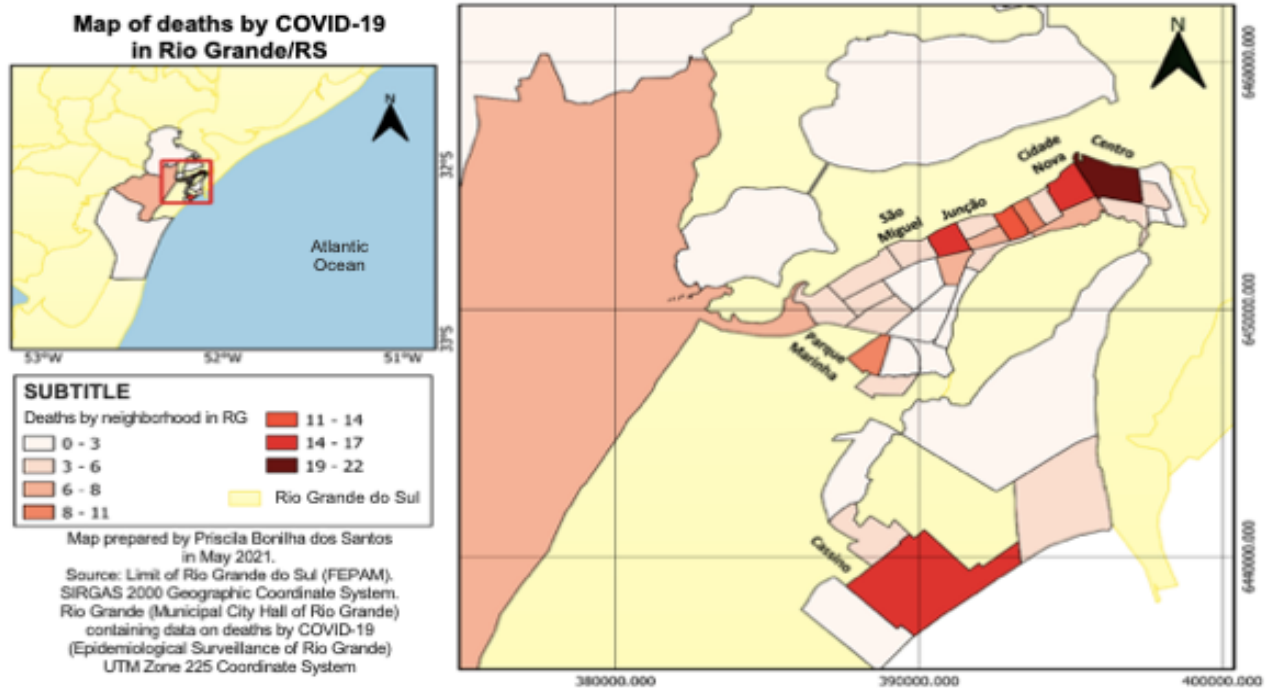 Map of deaths by COVID-19
in Rio Grande/RS
N
Atlantic
Ocean
32°S
33°S
53°W
52°W
51°W
SUBTITLE
Deaths by neighborhood in RG
0 - 3
3 - 6
6 - 8
8 - 11
11 - 14
14 - 17
19 - 22
Rio Grande do Sul
Map prepared by Priscila Bonilha dos Santos
in May 2021.
Source: Limit of Rio Grande do Sul (FEPAM).
SIRGAS 2000 Geographic Coordinate System.
Rio Grande (Municipal City Hall of Rio Grande)
containing data on deaths by COVID-19
(Epidemiological Surveillance of Rio Grande)
UTM Zone 225 Coordinate System
N
Cidade
Nova
Centro
São
Miguel
Junção
Parque
Marinha
Cassino
6460000.000
6450000.000
6440000.000
380000.000
390000.000
400000.000